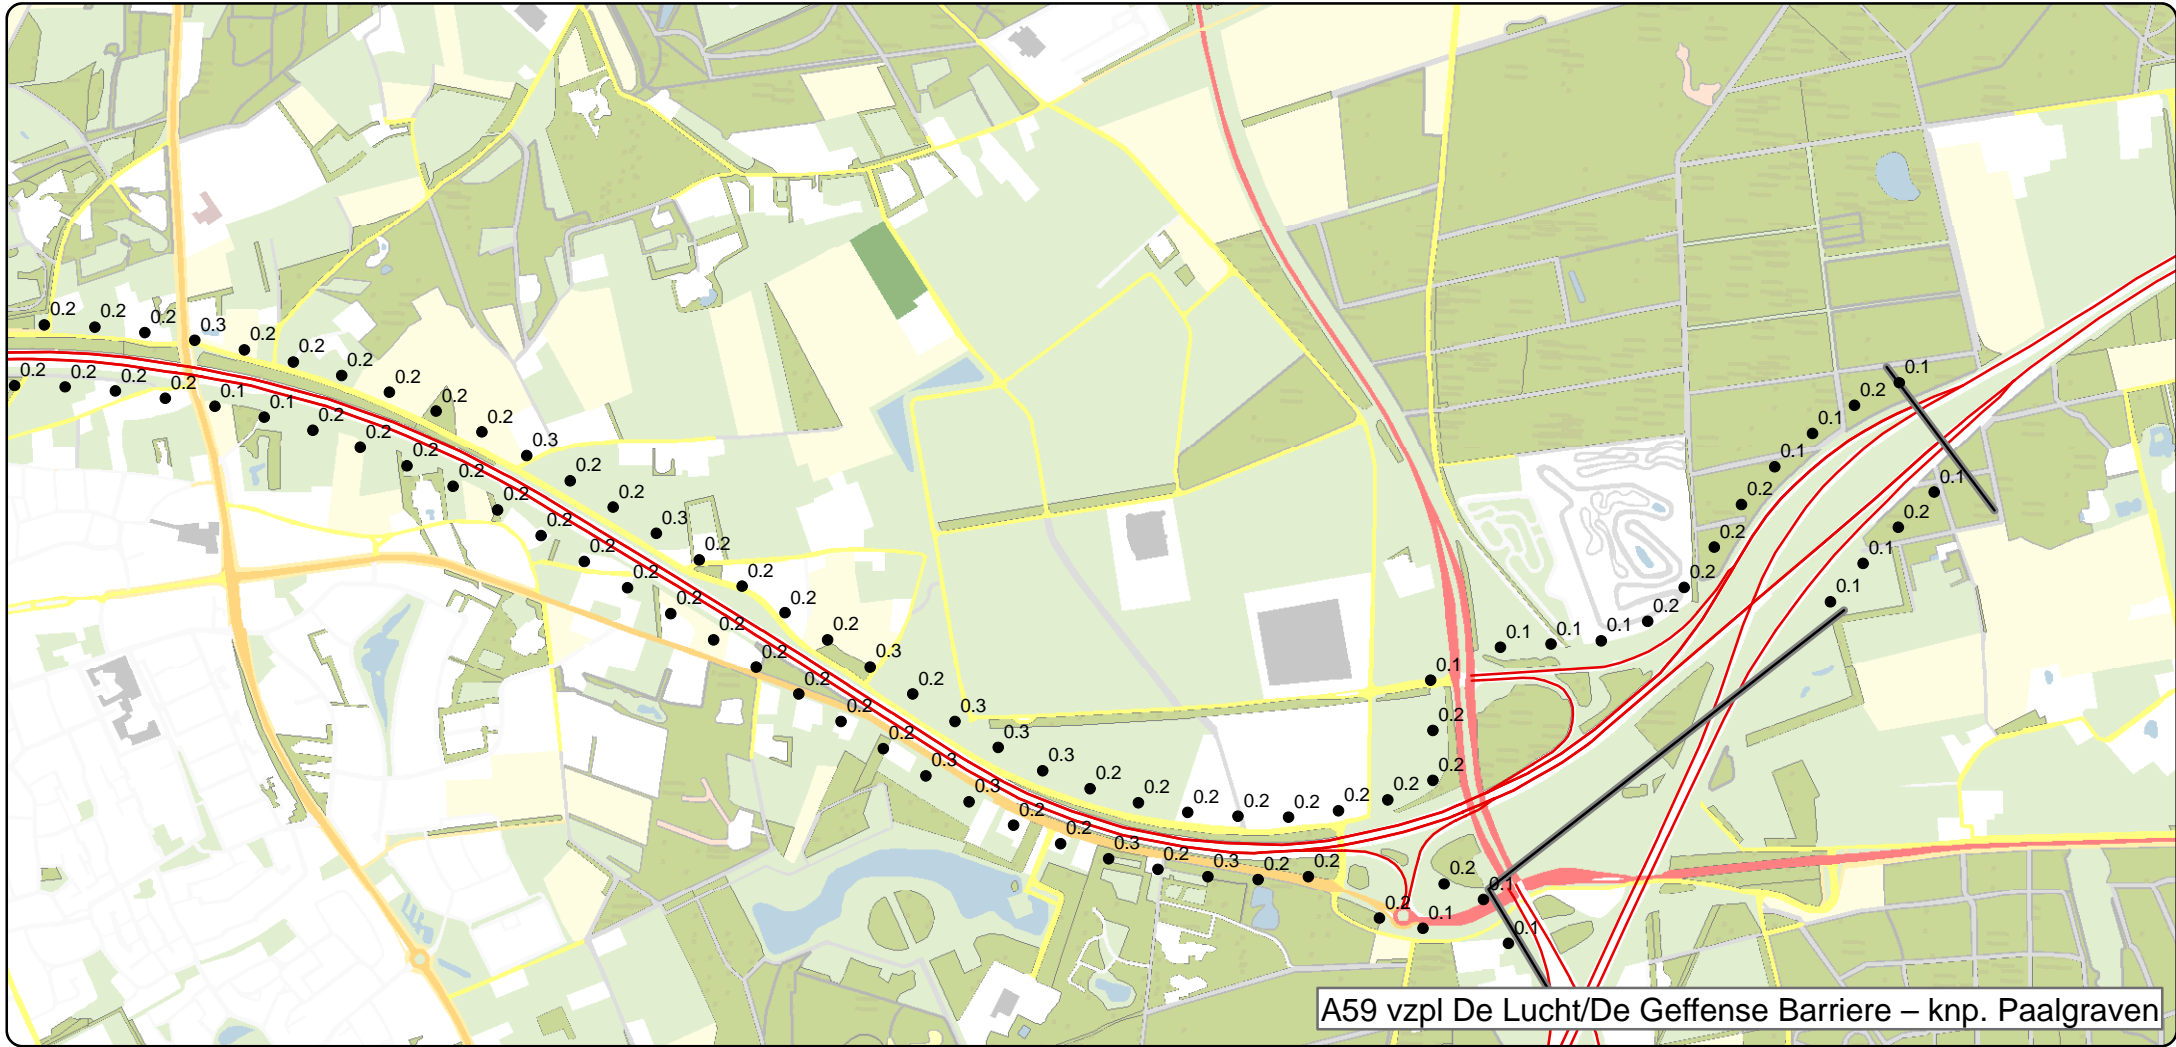 0.2 0.2 0.2 0.3 0.2 0.2 0.2 0.2 0.2 0.2 0.3 0.2 0.2 0.3 0.2 0.2 0.2 0.2 0.3 0.2 0.3 0.3 0.3 0.2 0.2 0.2 0.2 0.2 0.2 0.2 0.2 0.2 0.1 0.1 0.1 0.1 0.2 0.2 0.2 0.2 0.1 0.1 0.2 0.1
0.2 0.2 0.2 0.2 0.1 0.1 0.2 0.2 0.2 0.2 0.2 0.2 0.2 0.2 0.2 0.2 0.2 0.2 0.2 0.2 0.3 0.3 0.2 0.2 0.3 0.2 0.3 0.2 0.2 0.2 0.1 0.2 0.1 0.1
0.1 0.2 0.1 0.1
A59 vzpl De Lucht/De Geffense Barriere – knp. Paalgraven